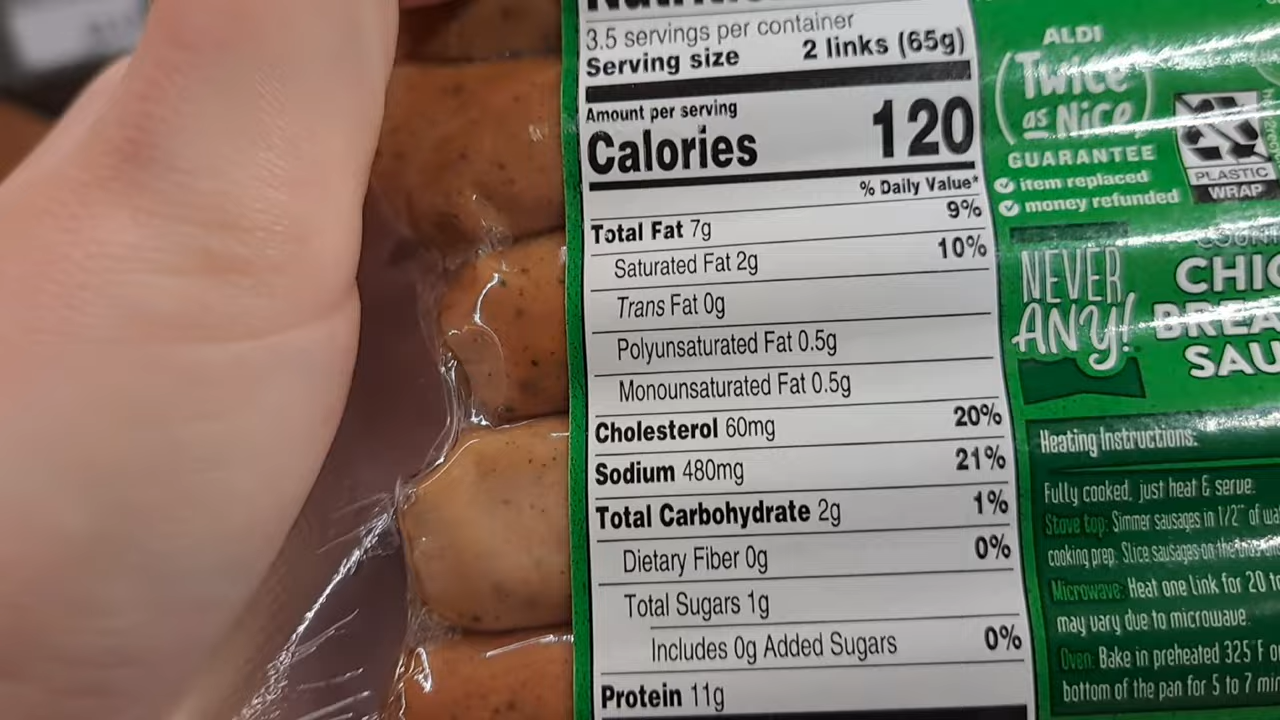 3.5 servings per container
Serving size 2 links (65g)
Amount per serving
Calories 120
% Daily Value*
Total Fat 7g 9%
Saturated Fat 2g 10%
Trans Fat 0g
Polyunsaturated Fat 0.5g
Monounsaturated Fat 0.5g
Cholesterol 60mg 20%
Sodium 480mg 21%
Total Carbohydrate 2g 1%
Dietary Fiber 0g 0%
Total Sugars 1g
Includes 0g Added Sugars 0%
Protein 11g
ALDI
Twice
as Nice
GUARANTEE
item replaced
money refunded
PLASTIC
WRAP
NEVER
ANY!
CHIC
BREA
SAU
Heating Instructions:
Fully cooked, just heat & serve.
Stove top: Simmer sausages in 1/2" of wa
cooking prep: Slice sausages on the
Microwave: Heat one link for 20 t
may vary due to microwave.
Oven: Bake in preheated 325°F o
bottom of the pan for 5 to 7 mi